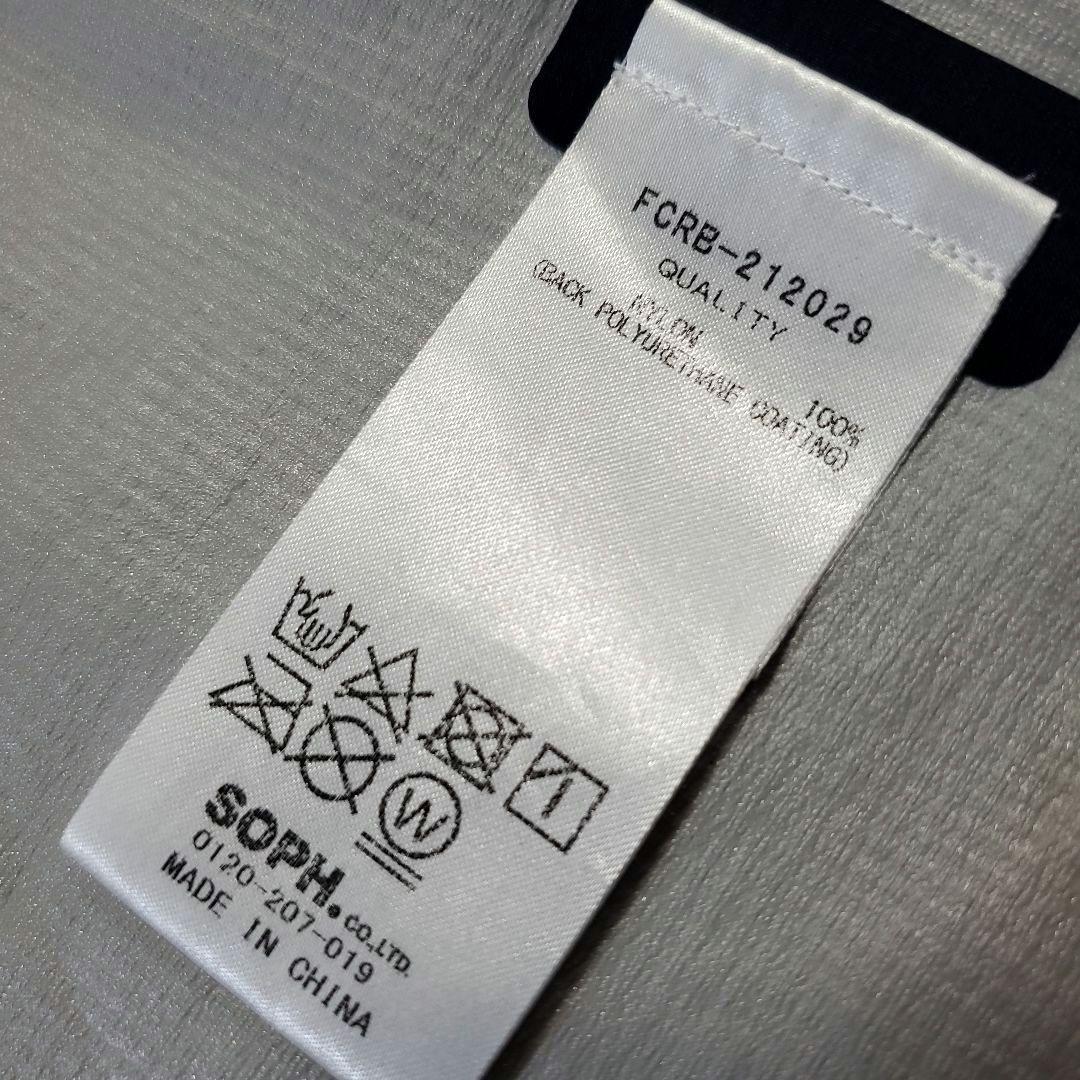 FCRB-212029
QUALITY
NYLON 100%
(BACK POLYURETHANE COATING)
W
SOPH.CO.,LTD.
0120-207-019
MADE IN CHINA